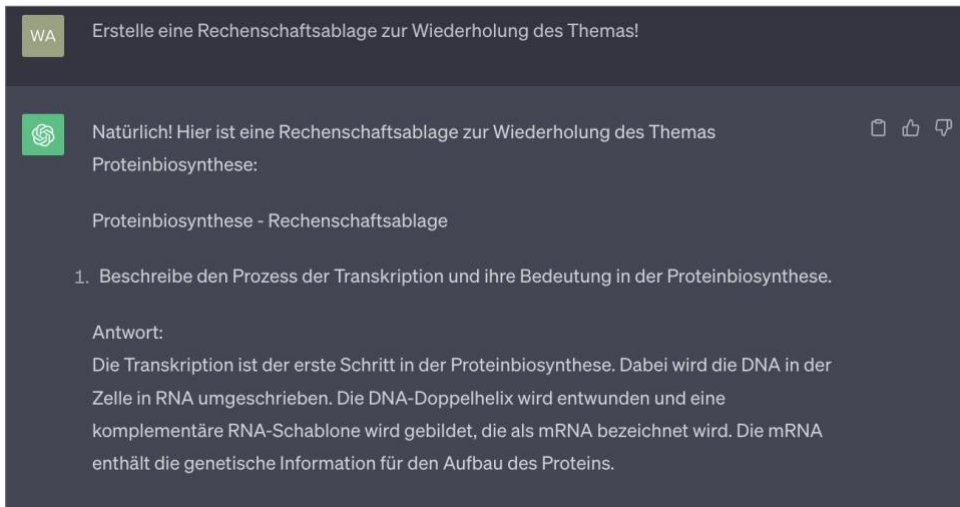 WA
Erstelle eine Rechenschaftsablage zur Wiederholung des Themas!
Natürlich! Hier ist eine Rechenschaftsablage zur Wiederholung des Themas
Proteinbiosynthese:
Proteinbiosynthese - Rechenschaftsablage
1. Beschreibe den Prozess der Transkription und ihre Bedeutung in der Proteinbiosynthese.
Antwort:
Die Transkription ist der erste Schritt in der Proteinbiosynthese. Dabei wird die DNA in der
Zelle in RNA umgeschrieben. Die DNA-Doppelhelix wird entwunden und eine
komplementäre RNA-Schablone wird gebildet, die als mRNA bezeichnet wird. Die mRNA
enthält die genetische Information für den Aufbau des Proteins.